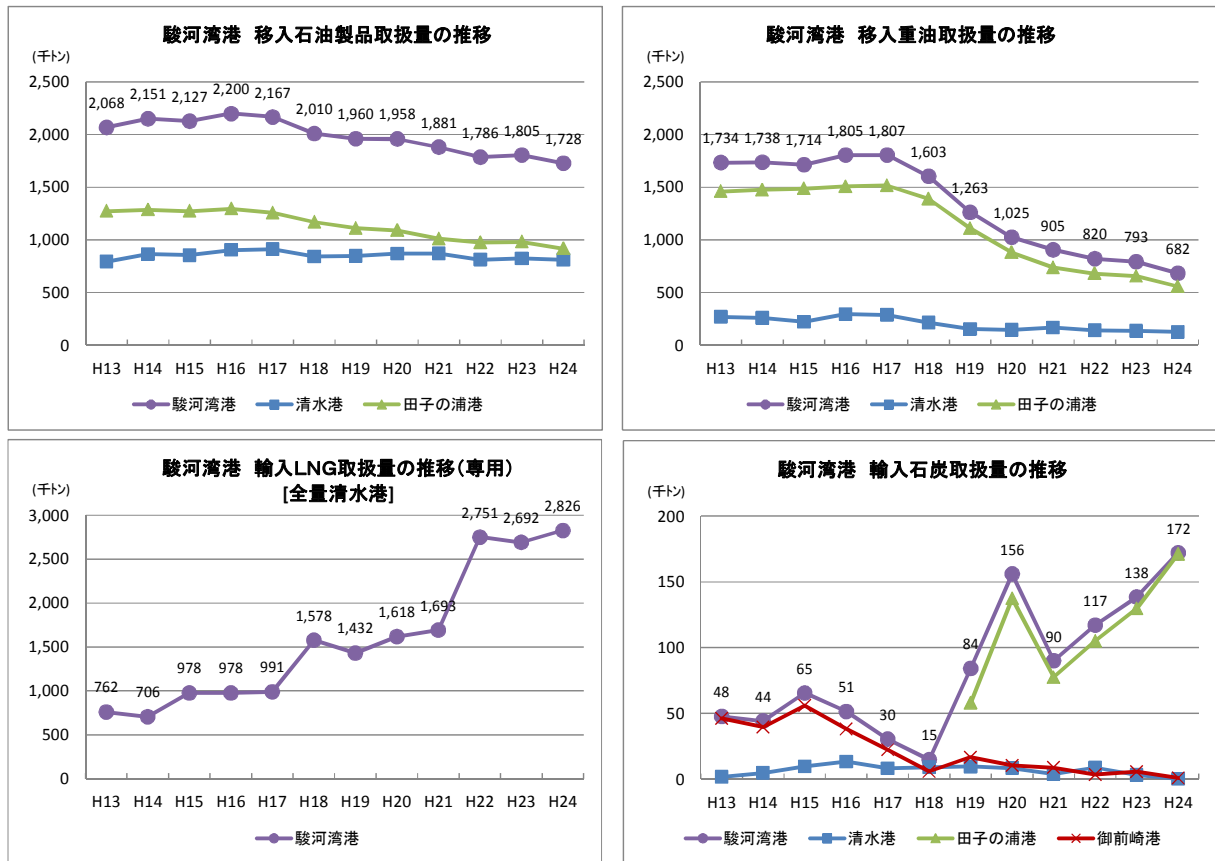 駿河湾港 移入石油製品取扱量の推移
(千トン)
2,500
2,000
1,500
1,000
500
0
2,068 2,151 2,127 2,200 2,167 2,010 1,960 1,958 1,881 1,786 1,805 1,728
H13 H14 H15 H16 H17 H18 H19 H20 H21 H22 H23 H24
駿河湾港 清水港 田子の浦港
駿河湾港 移入重油取扱量の推移
(千トン)
2,500
2,000
1,500
1,000
500
0
1,734 1,738 1,714 1,805 1,807 1,603 1,263 1,025 905 820 793 682
H13 H14 H15 H16 H17 H18 H19 H20 H21 H22 H23 H24
駿河湾港 清水港 田子の浦港
駿河湾港 輸入LNG取扱量の推移(専用)
[全量清水港]
(千トン)
3,000
2,500
2,000
1,500
1,000
500
0
762 706 978 978 991 1,578 1,432 1,618 1,693 2,751 2,692 2,826
H13 H14 H15 H16 H17 H18 H19 H20 H21 H22 H23 H24
駿河湾港
駿河湾港 輸入石炭取扱量の推移
(千トン)
200
150
100
50
0
48 44 65 51 30 15 84 156 90 117 138 172
H13 H14 H15 H16 H17 H18 H19 H20 H21 H22 H23 H24
駿河湾港 清水港 田子の浦港 御前崎港